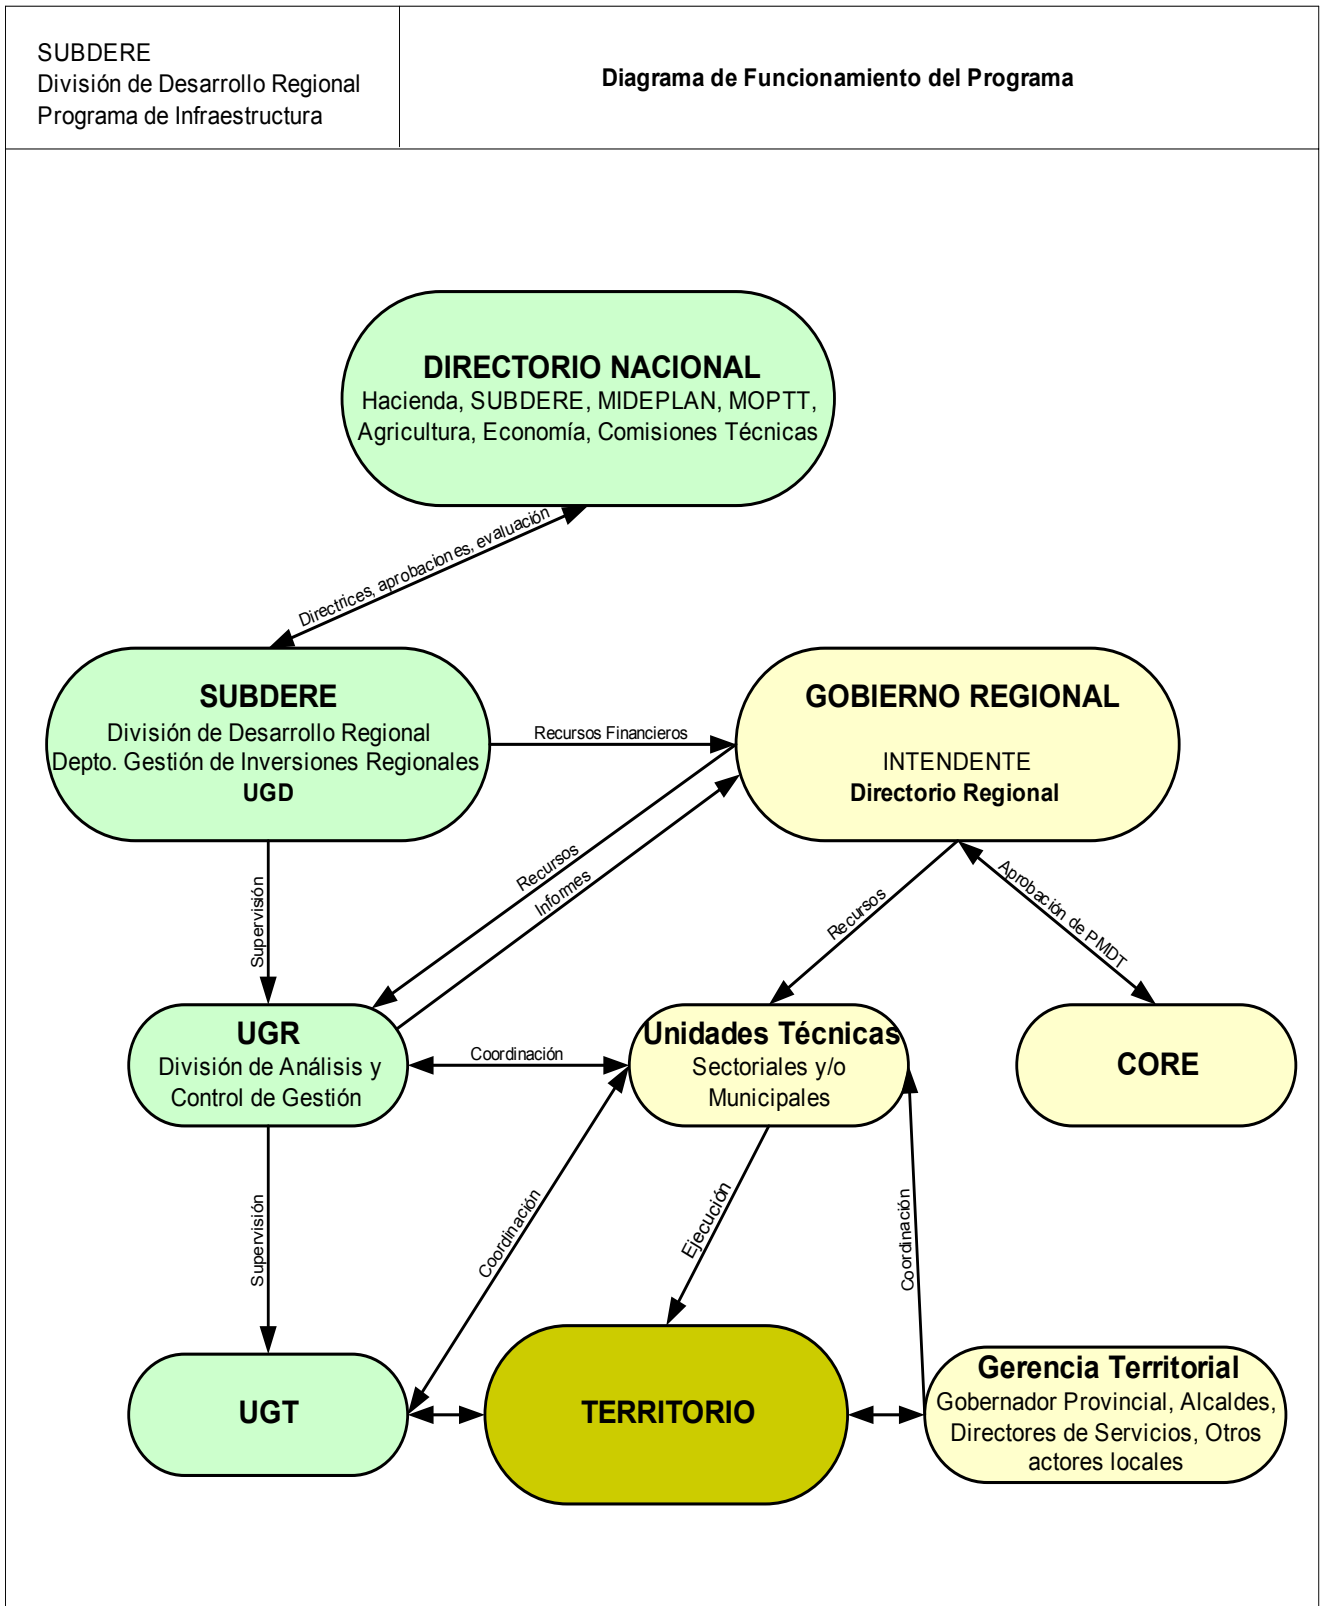 SUBDERE
División de Desarrollo Regional
Programa de Infraestructura
Diagrama de Funcionamiento del Programa
DIRECTORIO NACIONAL
Hacienda, SUBDERE, MIDEPLAN, MOPTT,
Agricultura, Economía, Comisiones Técnicas
Directrices, aprobaciones, evaluación
SUBDERE
División de Desarrollo Regional
Depto. Gestión de Inversiones Regionales
UGD
Recursos Financieros
GOBIERNO REGIONAL
INTENDENTE
Directorio Regional
Supervisión
Recursos
Informes
Recursos
Aprobación de PMDT
UGR
División de Análisis y
Control de Gestión
Coordinación
Unidades Técnicas
Sectoriales y/o
Municipales
CORE
Supervisión
Coordinación
Ejecución
Coordinación
UGT
TERRITORIO
Gerencia Territorial
Gobernador Provincial, Alcaldes,
Directores de Servicios, Otros
actores locales